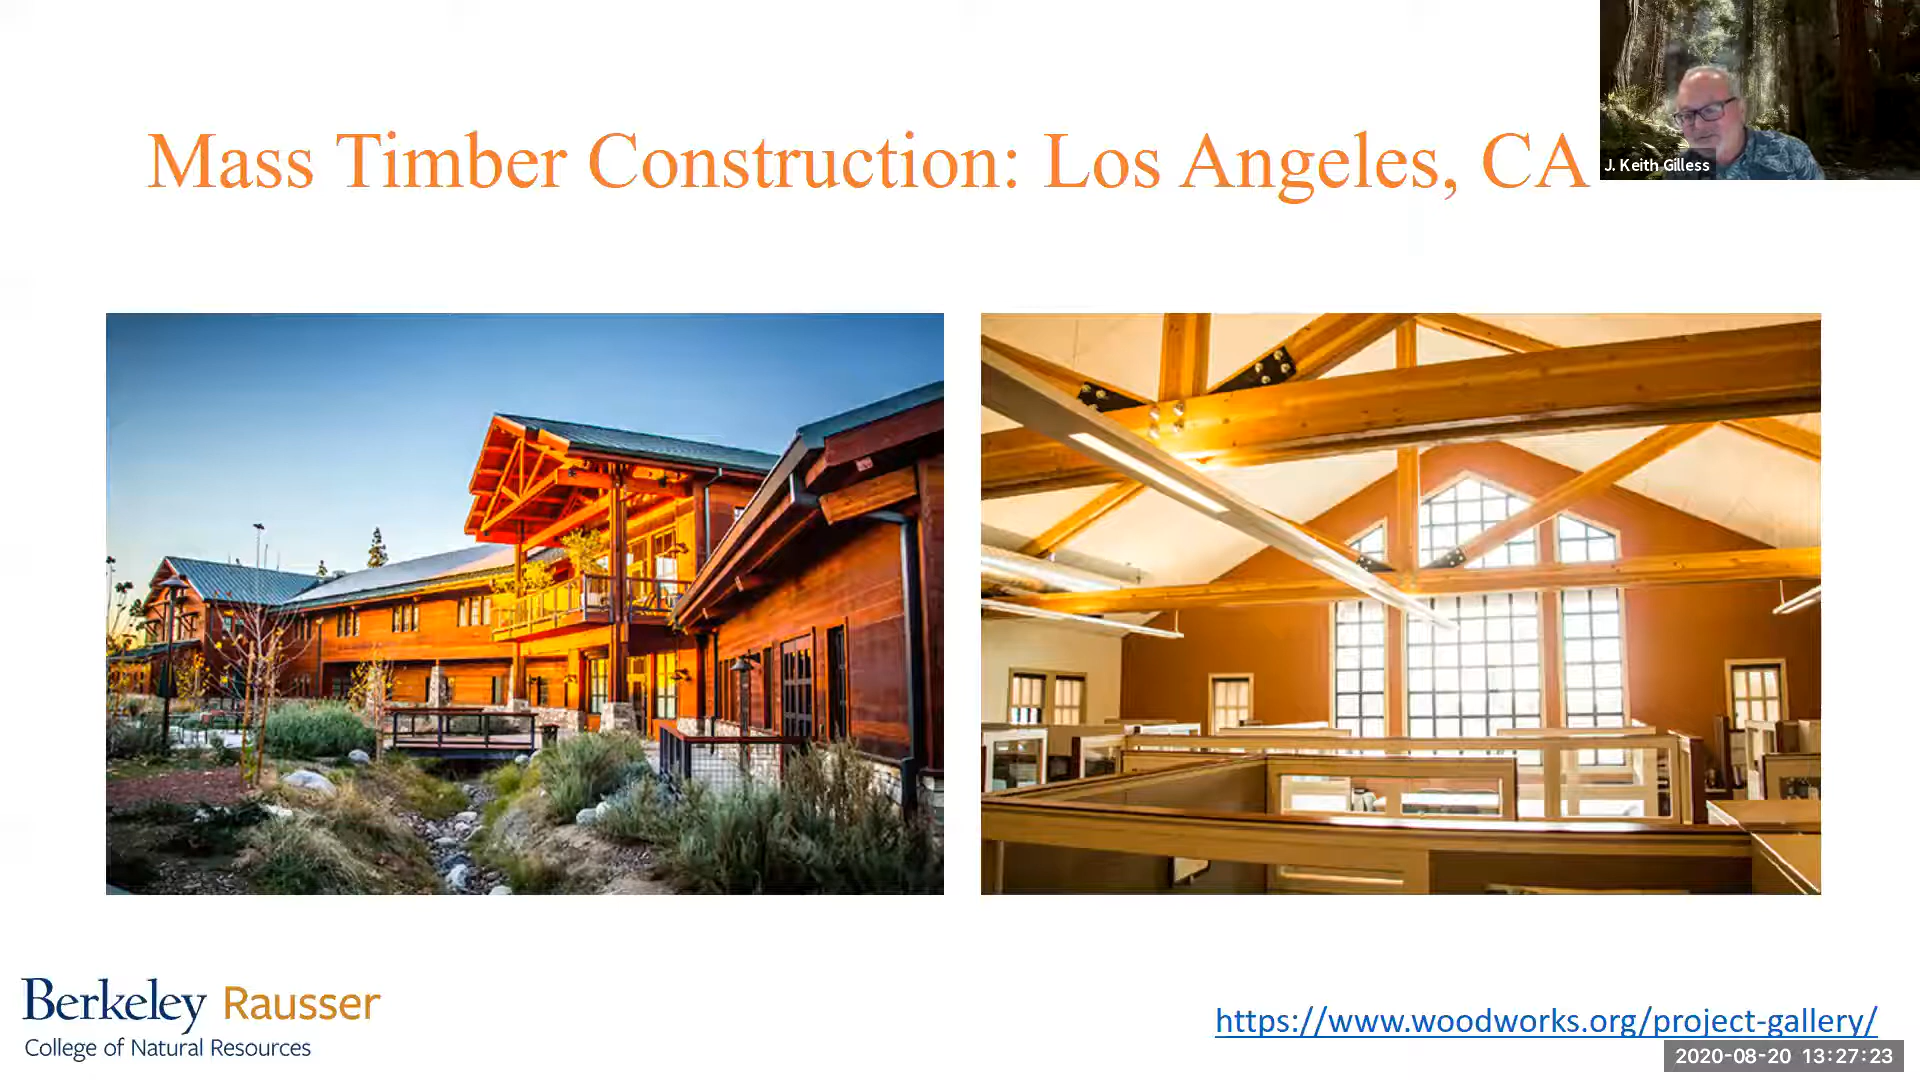 Mass Timber Construction: Los Angeles, CA
J. Keith Gilless
Berkeley Rausser
College of Natural Resources
https://www.woodworks.org/project-gallery/
2020-08-20 13:27:23